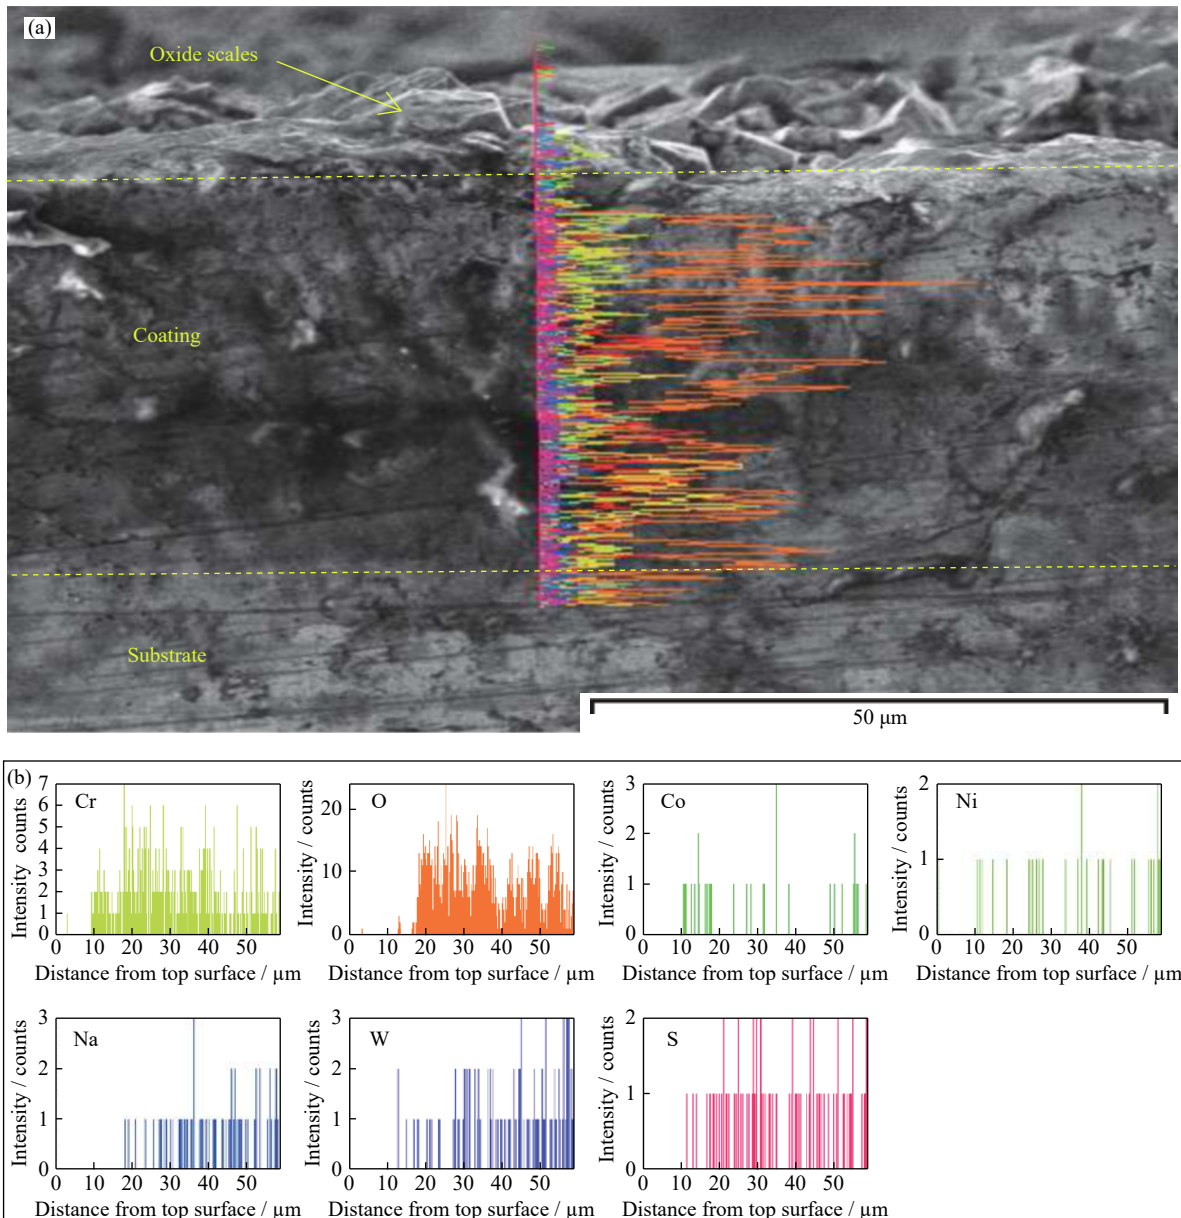 (a)
Oxide scales
Coating
Substrate
50 μm
(b)
7
6
5
4
3
2
1
0
Intensity / counts
Cr
0 10 20 30 40 50
Distance from top surface / μm
20
10
0
Intensity / counts
O
0 10 20 30 40 50
Distance from top surface / μm
3
2
1
0
Intensity / counts
Co
0 10 20 30 40 50
Distance from top surface / μm
2
1
0
Intensity / counts
Ni
0 10 20 30 40 50
Distance from top surface / μm
3
2
1
0
Intensity / counts
Na
0 10 20 30 40 50
Distance from top surface / μm
3
2
1
0
Intensity / counts
W
0 10 20 30 40 50
Distance from top surface / μm
2
1
0
Intensity / counts
S
0 10 20 30 40 50
Distance from top surface / μm